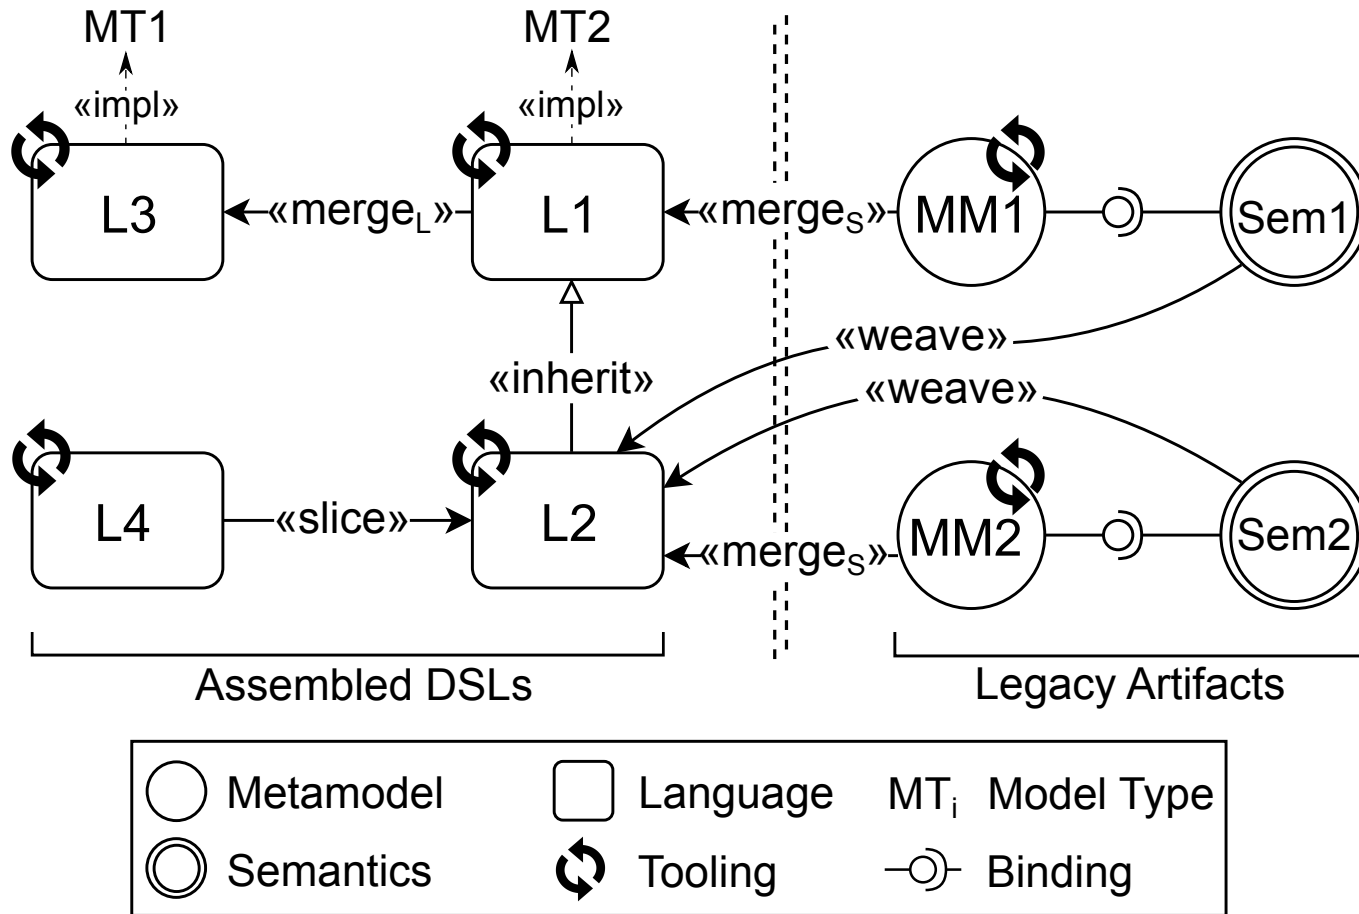 MT1
MT2
«impl»
«impl»
L3
«mergeL»
L1
«mergeS»
MM1
Sem1
«weave»
«inherit»
«weave»
L4
«slice»
L2
«mergeS»
MM2
Sem2
Assembled DSLs
Legacy Artifacts
Metamodel
Language
MTi Model Type
Semantics
Tooling
Binding